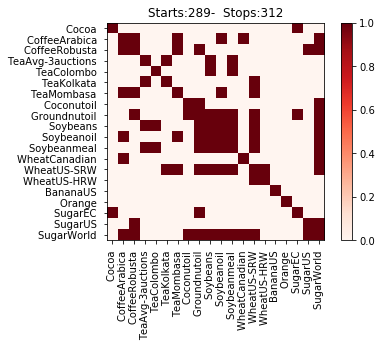 Starts:289- Stops:312
Cocoa
CoffeeArabica
CoffeeRobusta
TeaAvg-3auctions
TeaColombo
TeaKolkata
TeaMombasa
Coconutoil
Groundnutoil
Soybeans
Soybeanoil
Soybeanmeal
WheatCanadian
WheatUS-SRW
WheatUS-HRW
BananaUS
Orange
SugarEC
SugarUS
SugarWorld
Cocoa
CoffeeArabica
CoffeeRobusta
TeaAvg-3auctions
TeaColombo
TeaKolkata
TeaMombasa
Coconutoil
Groundnutoil
Soybeans
Soybeanoil
Soybeanmeal
WheatCanadian
WheatUS-SRW
WheatUS-HRW
BananaUS
Orange
SugarEC
SugarUS
SugarWorld
1.0
0.8
0.6
0.4
0.2
0.0